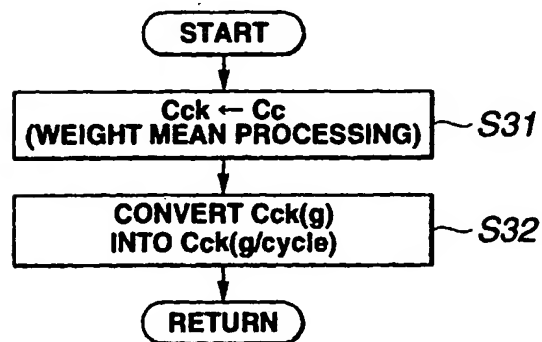 START
Cck ← Cc
(WEIGHT MEAN PROCESSING)
S31
CONVERT Cck(g)
INTO Cck(g/cycle)
S32
RETURN